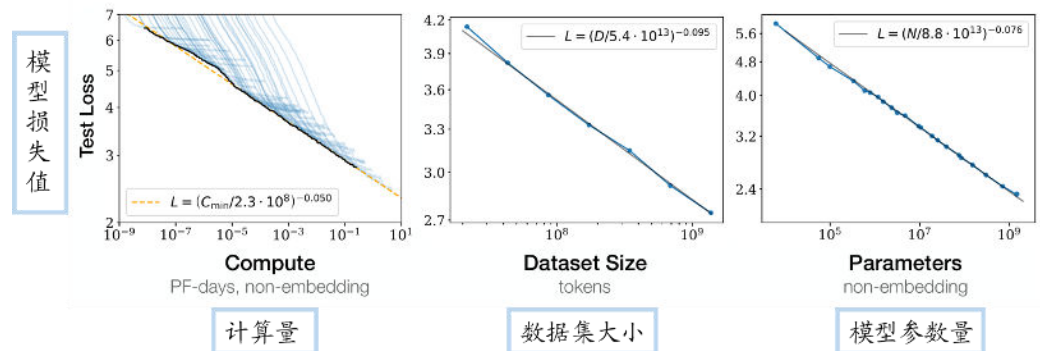 模型损失值
Test Loss
7
6
5
4
3
2
L = (C_min/2.3 · 10^8)^−0.050
10^−9
10^−7
10^−5
10^−3
10^−1
10^1
Compute
PF-days, non-embedding
计算量
4.2
3.9
3.6
3.3
3.0
2.7
L = (D/5.4 · 10^13)^−0.095
10^8
10^9
Dataset Size
tokens
数据集大小
5.6
4.8
4.0
3.2
2.4
L = (N/8.8 · 10^13)^−0.076
10^5
10^7
10^9
Parameters
non-embedding
模型参数量